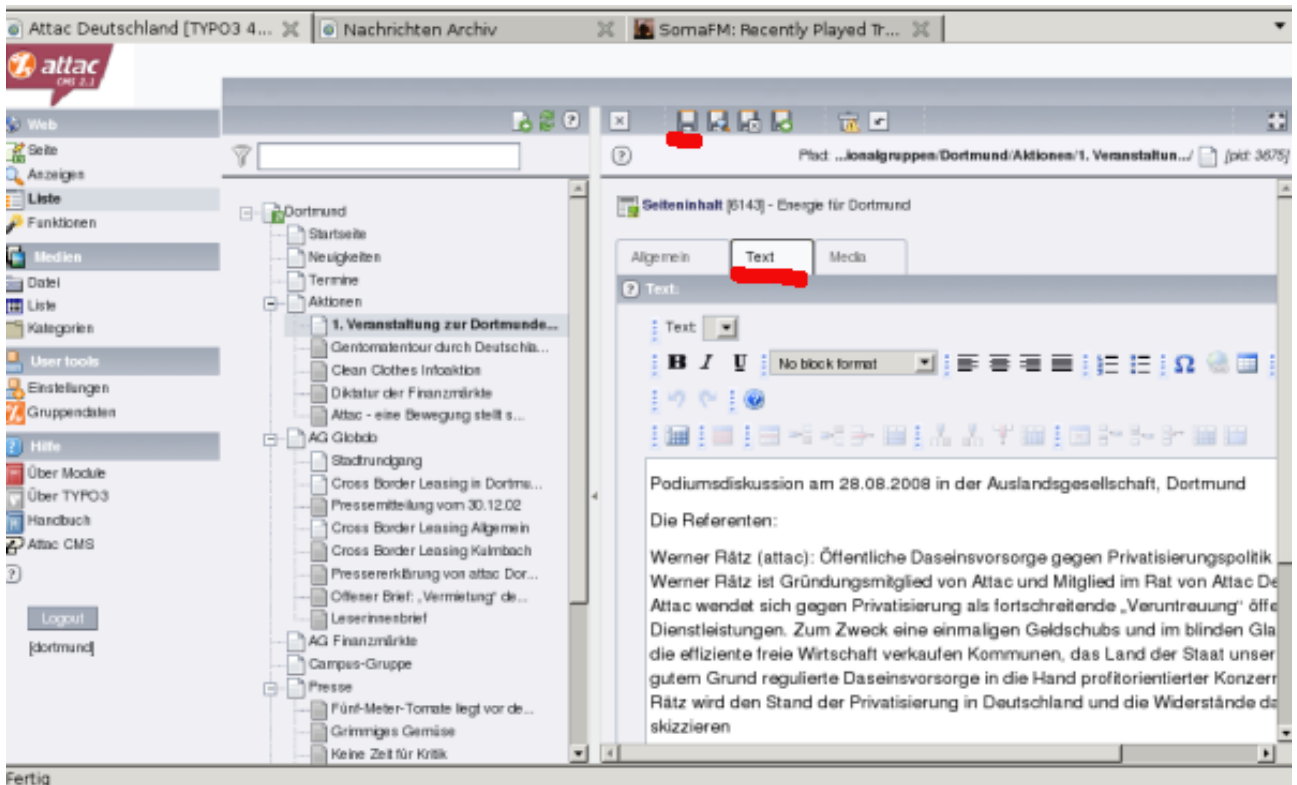 Attac Deutschland [TYPO3 4...
Nachrichten Archiv
SomaFM: Recently Played Tr...
attac
CMS 2.1
Web
Seite
Anzeigen
Liste
Funktionen
Medien
Datei
Liste
Kategorien
User tools
Einstellungen
Gruppendaten
Hilfe
Über Module
Über TYPO3
Handbuch
Attac CMS
Logout
[dortmund]
Dortmund
Startseite
Neuigkeiten
Termine
Aktionen
1. Veranstaltung zur Dortmunde...
Gentomatentour durch Deutschla...
Clean Clothes Infoaktion
Diktatur der Finanzmärkte
Attac - eine Bewegung stellt s...
AG Globdo
Stadtrundgang
Cross Border Leasing in Dortmu...
Pressemitteilung vom 30.12.02
Cross Border Leasing Allgemein
Cross Border Leasing Kulmbach
Pressererklärung von attac Dor...
Offener Brief: „Vermietung" de...
Leserinnenbrief
AG Finanzmärkte
Campus-Gruppe
Presse
Fünf-Meter-Tomate liegt vor de...
Grimmiges Gemüse
Keine Zeit für Kritik
Pfad: ...ionalgruppen/Dortmund/Aktionen/1. Veranstaltun.../ [pid: 3675]
Seiteninhalt [6143] - Energie für Dortmund
Allgemein Text Media
Text:
Text:
B I U No block format
Podiumsdiskussion am 28.08.2008 in der Auslandsgesellschaft, Dortmund
Die Referenten:
Werner Rätz (attac): Öffentliche Daseinsvorsorge gegen Privatisierungspolitik
Werner Rätz ist Gründungsmitglied von Attac und Mitglied im Rat von Attac De
Attac wendet sich gegen Privatisierung als fortschreitende „Veruntreuung" öffe
Dienstleistungen. Zum Zweck eine einmaligen Geldschubs und im blinden Gla
die effiziente freie Wirtschaft verkaufen Kommunen, das Land der Staat unser
gutem Grund regulierte Daseinsvorsorge in die Hand profitorientierter Konzern
Rätz wird den Stand der Privatisierung in Deutschland und die Widerstände da
skizzieren
Fertig